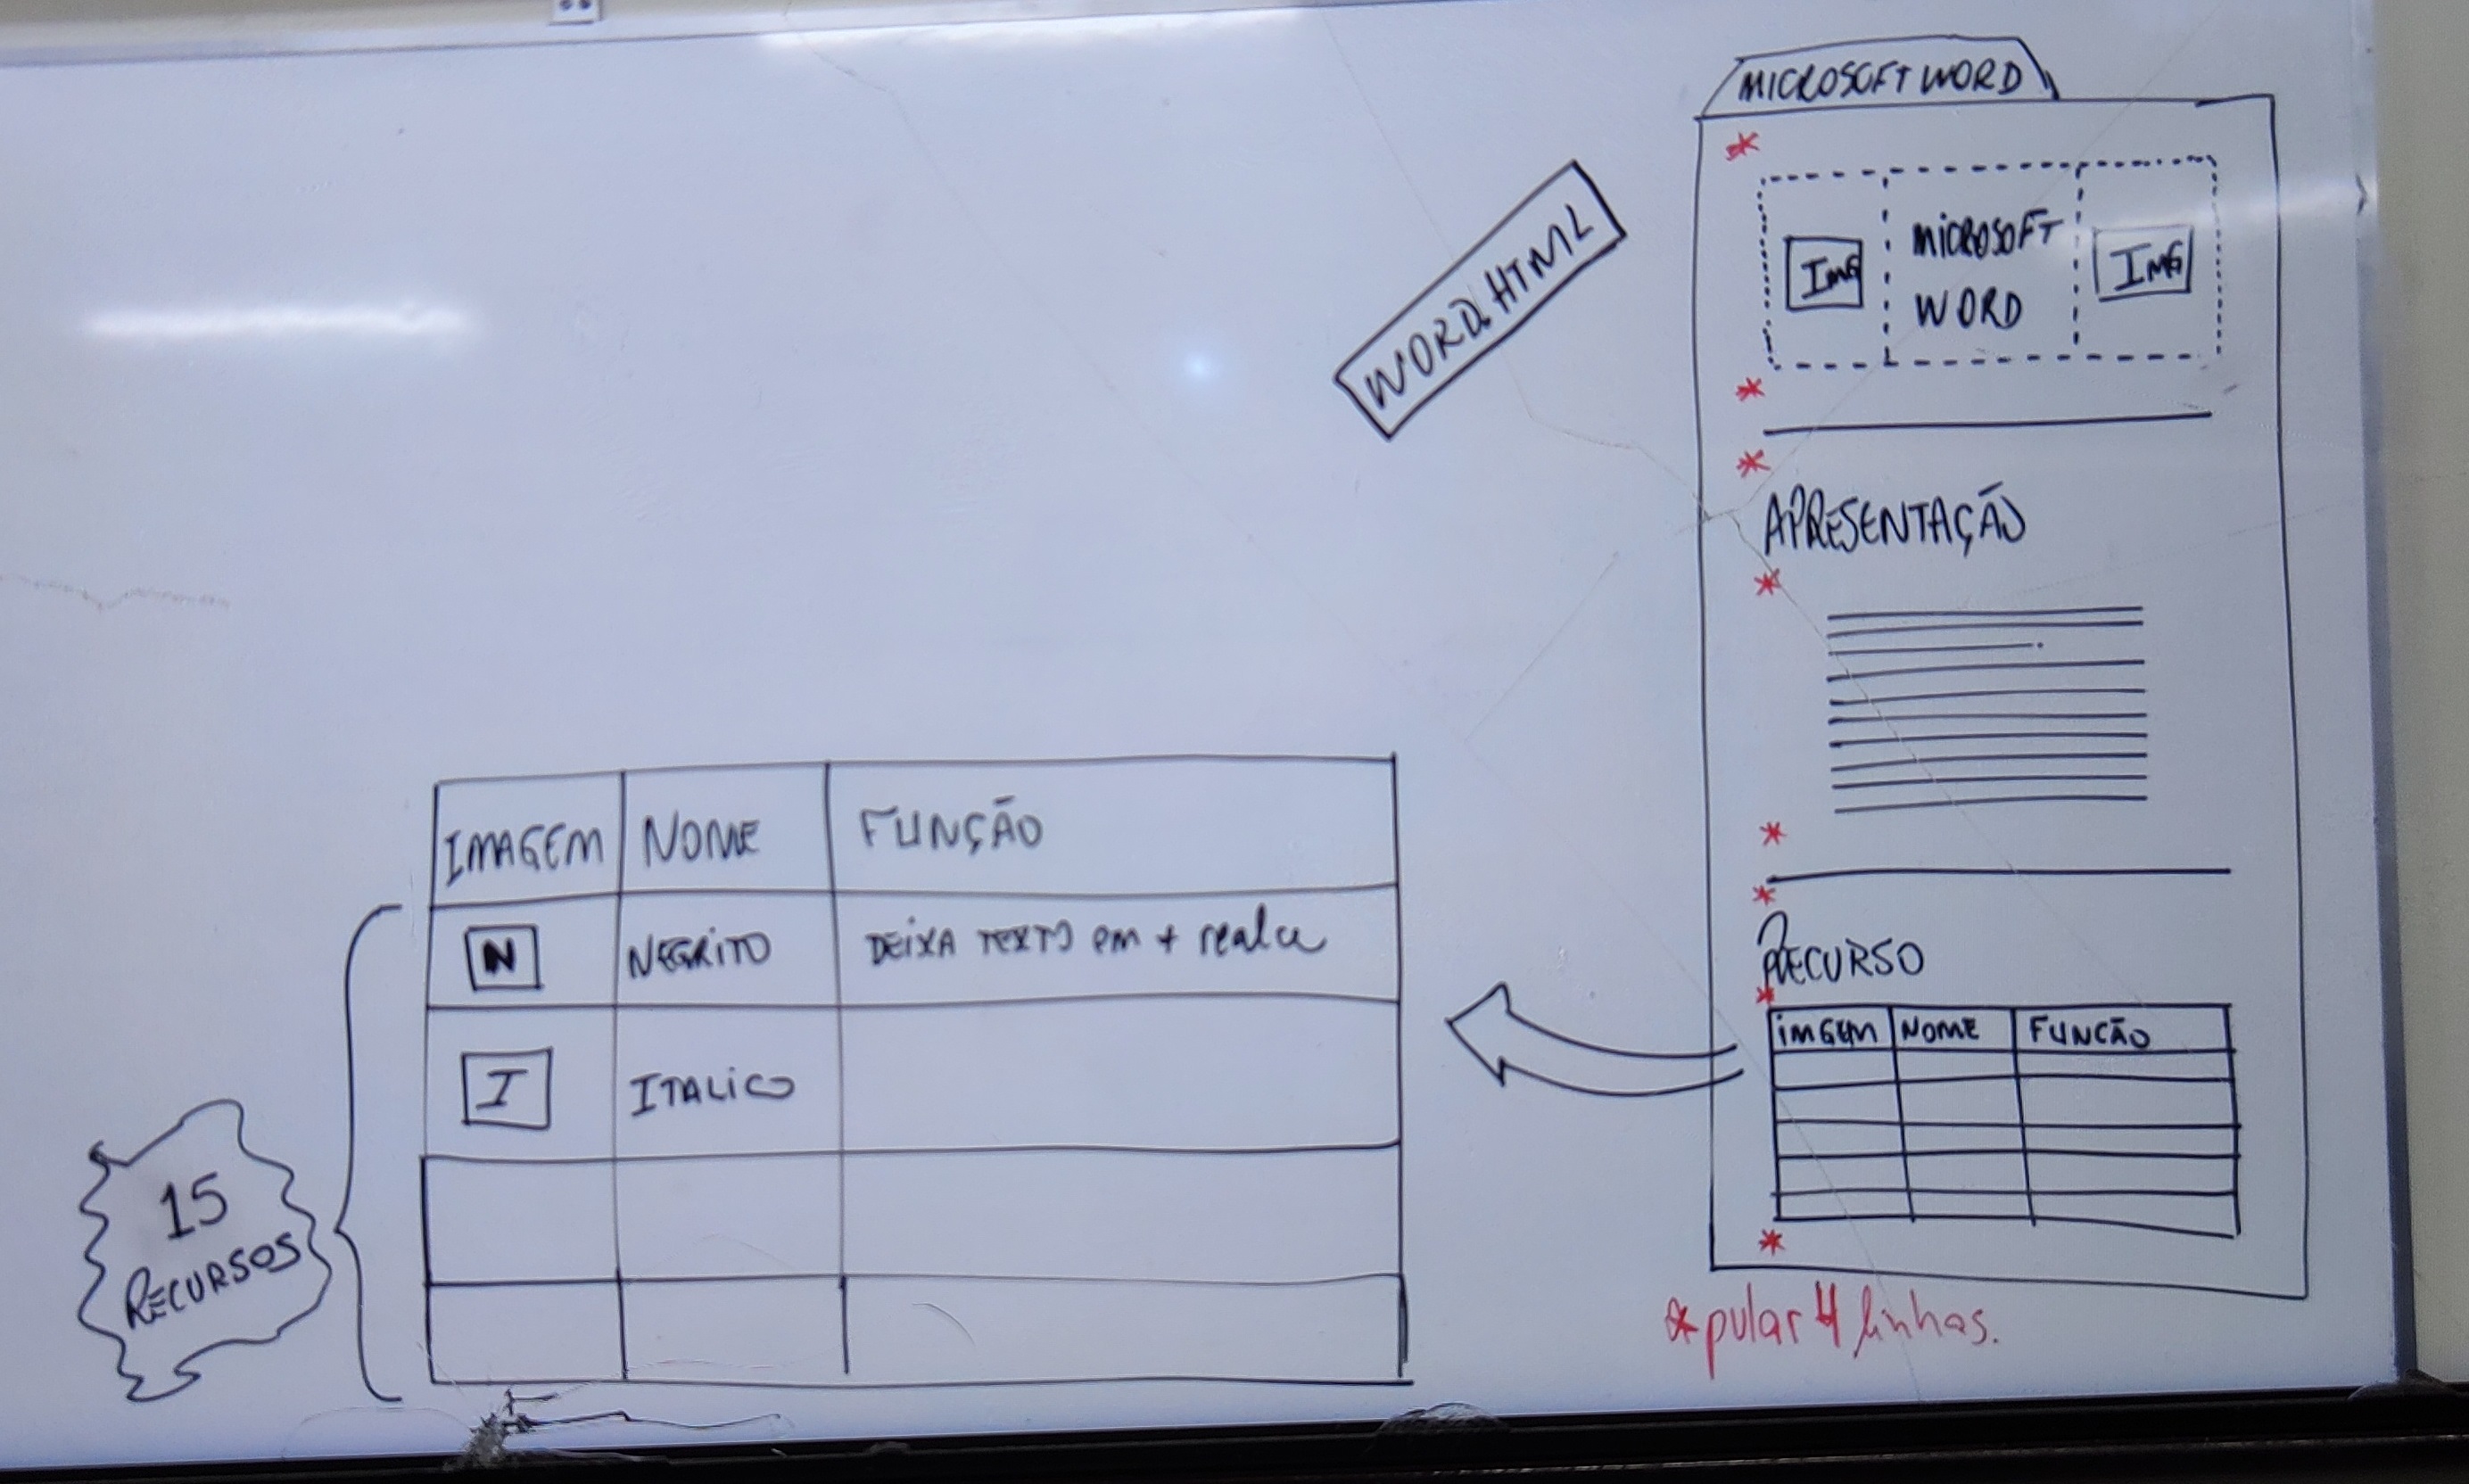 MICROSOFT WORD
IMG
MICROSOFT
WORD
IMG
WORD.HTML
APRESENTAÇÃO
RECURSO
IMGEM NOME FUNCÃO
* pular 4 linhas.
IMAGEM NOME FUNÇÃO
N NEGRITO DEIXA TEXTO em + realce
I ITALICO
15
RECURSOS